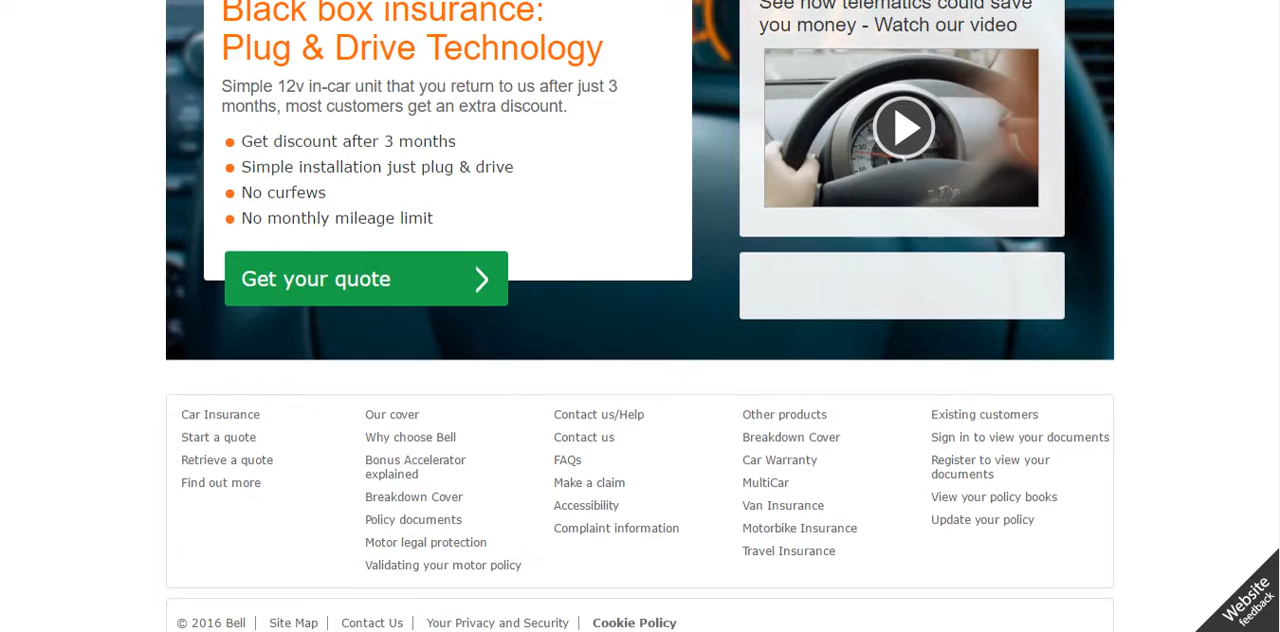 Black box insurance:
Plug & Drive Technology
Simple 12v in-car unit that you return to us after just 3
months, most customers get an extra discount.
Get discount after 3 months
Simple installation just plug & drive
No curfews
No monthly mileage limit
Get your quote
See how telematics could save
you money - Watch our video
Car Insurance
Start a quote
Retrieve a quote
Find out more
Our cover
Why choose Bell
Bonus Accelerator
explained
Breakdown Cover
Policy documents
Motor legal protection
Validating your motor policy
Contact us/Help
Contact us
FAQs
Make a claim
Accessibility
Complaint information
Other products
Breakdown Cover
Car Warranty
MultiCar
Van Insurance
Motorbike Insurance
Travel Insurance
Existing customers
Sign in to view your documents
Register to view your
documents
View your policy books
Update your policy
© 2016 Bell | Site Map | Contact Us | Your Privacy and Security | Cookie Policy
Website
feedback